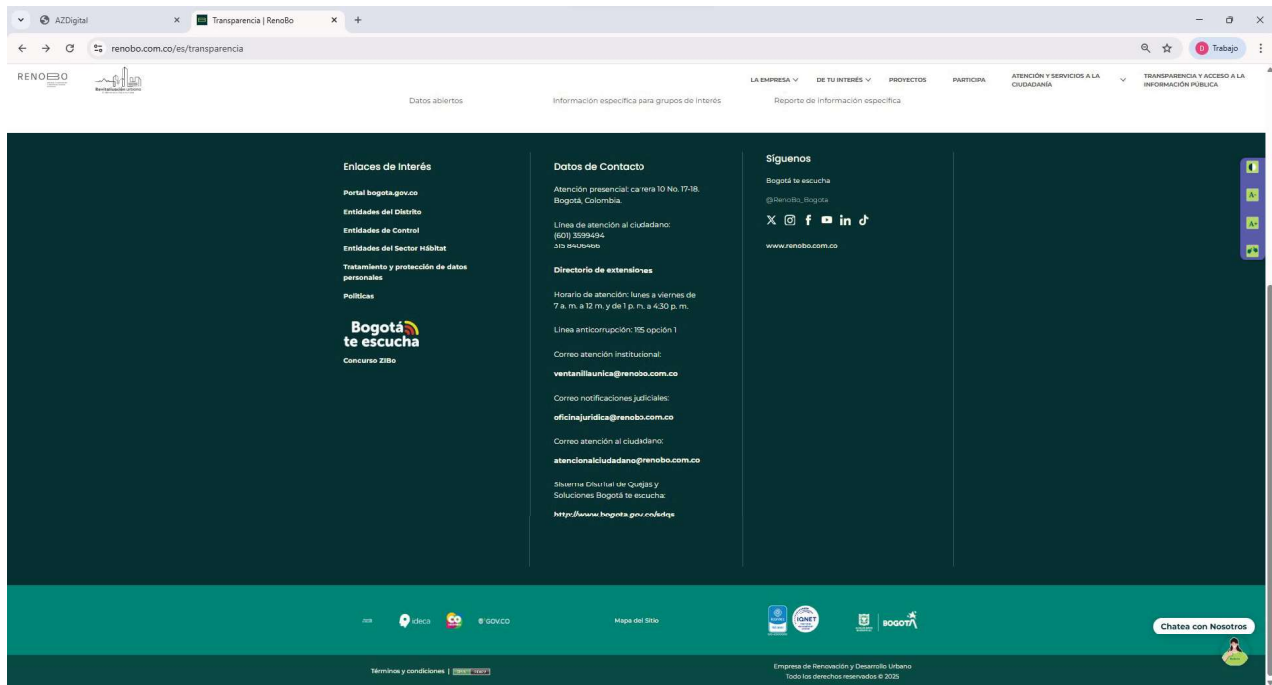 AZDigital
Transparencia | RenoBo
renobo.com.co/es/transparencia
Trabajo
RENOBO
Revitalización urbana
LA EMPRESA
DE TU INTERÉS
PROYECTOS
PARTICIPA
ATENCIÓN Y SERVICIOS A LA
CIUDADANÍA
TRANSPARENCIA Y ACCESO A LA
INFORMACIÓN PÚBLICA
Datos abiertos
Información específica para grupos de interés
Reporte de información específica
Enlaces de Interés
Portal bogota.gov.co
Entidades del Distrito
Entidades de Control
Entidades del Sector Hábitat
Tratamiento y protección de datos
personales
Políticas
Bogotá
te escucha
Concurso ZIBo
Datos de Contacto
Atención presencial: carrera 10 No. 17-18.
Bogotá, Colombia.
Línea de atención al ciudadano:
(601) 3599494
315 8406466
Directorio de extensiones
Horario de atención: lunes a viernes de
7 a. m. a 12 m. y de 1 p. m. a 4:30 p. m.
Línea anticorrupción: 195 opción 1
Correo atención institucional:
ventanillaunica@renobo.com.co
Correo notificaciones judiciales:
oficinajuridica@renobo.com.co
Correo atención al ciudadano:
atencionalciudadano@renobo.com.co
Sistema Distrital de Quejas y
Soluciones Bogotá te escucha:
http://www.bogota.gov.co/sdqs
Síguenos
Bogotá te escucha
@RenoBo_Bogota
www.renobo.com.co
A-
A+
ideca
GOV.CO
Mapa del Sitio
IQNET
BOGOTÁ
Chatea con Nosotros
Términos y condiciones |
Empresa de Renovación y Desarrollo Urbano
Todo los derechos reservados © 2025